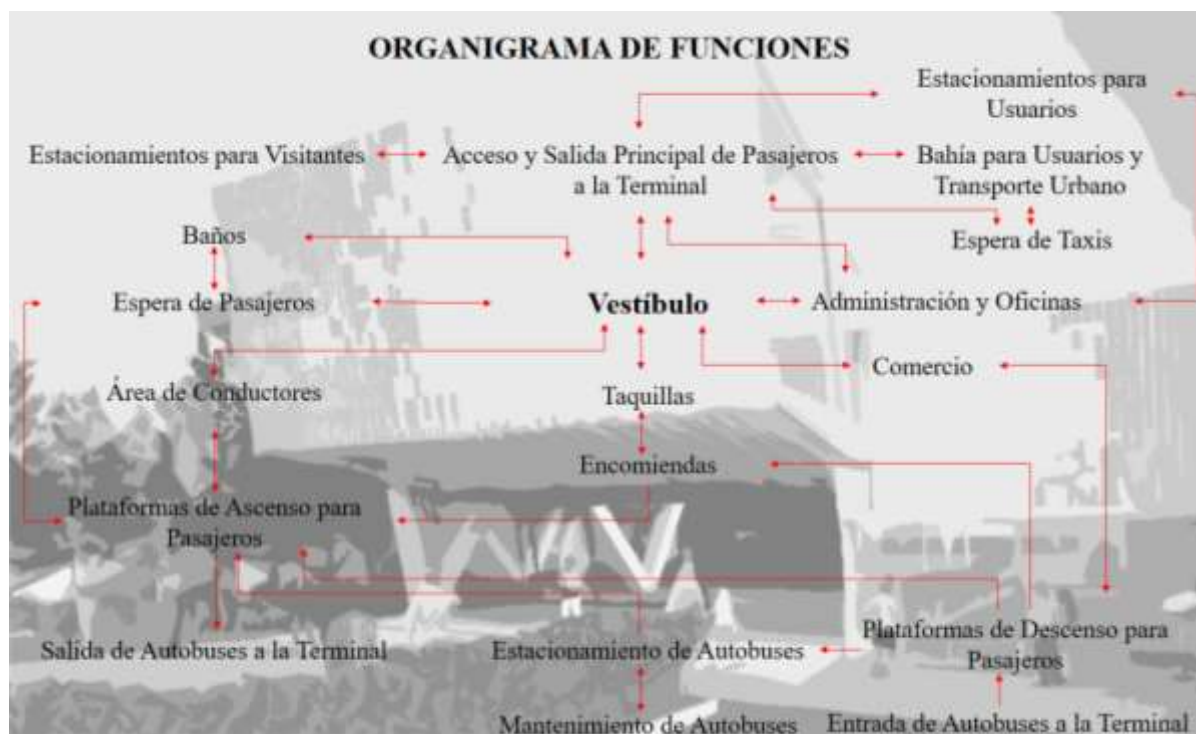 ORGANIGRAMA DE FUNCIONES
Estacionamientos para
Usuarios
Estacionamientos para Visitantes
Acceso y Salida Principal de Pasajeros
a la Terminal
Bahía para Usuarios y
Transporte Urbano
Baños
Espera de Taxis
Espera de Pasajeros
Vestíbulo
Administración y Oficinas
Comercio
Área de Conductores
Taquillas
Encomiendas
Plataformas de Ascenso para
Pasajeros
Salida de Autobuses a la Terminal
Estacionamiento de Autobuses
Plataformas de Descenso para
Pasajeros
Mantenimiento de Autobuses
Entrada de Autobuses a la Terminal